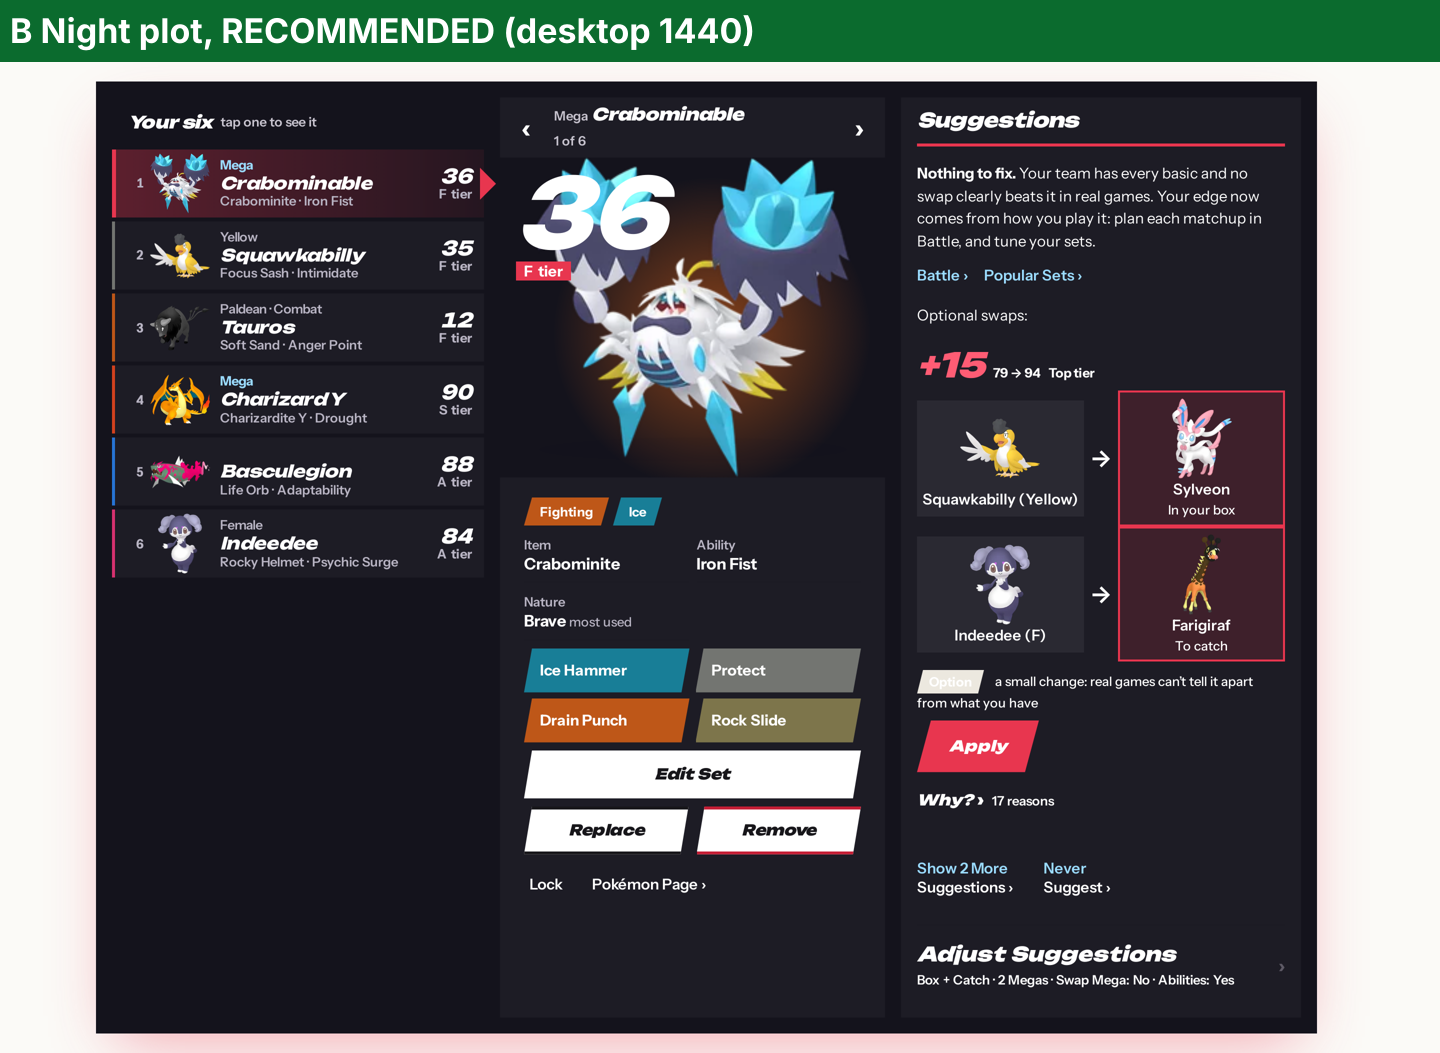 B Night plot, RECOMMENDED (desktop 1440)
Your six tap one to see it
1
Mega
Crabominable
Crabominite · Iron Fist
36
F tier
2
Yellow
Squawkabilly
Focus Sash · Intimidate
35
F tier
3
Paldean · Combat
Tauros
Soft Sand · Anger Point
12
F tier
4
Mega
Charizard Y
Charizardite Y · Drought
90
S tier
5
Basculegion
Life Orb · Adaptability
88
A tier
6
Female
Indeedee
Rocky Helmet · Psychic Surge
84
A tier
‹
Mega Crabominable
1 of 6
›
36
F tier
Fighting
Ice
Item
Crabominite
Ability
Iron Fist
Nature
Brave most used
Ice Hammer
Protect
Drain Punch
Rock Slide
Edit Set
Replace
Remove
Lock
Pokémon Page ›
Suggestions
Nothing to fix. Your team has every basic and no
swap clearly beats it in real games. Your edge now
comes from how you play it: plan each matchup in
Battle, and tune your sets.
Battle ›
Popular Sets ›
Optional swaps:
+15 79 → 94 Top tier
Squawkabilly (Yellow)
→
Sylveon
In your box
Indeedee (F)
→
Farigiraf
To catch
Option a small change: real games can't tell it apart
from what you have
Apply
Why? › 17 reasons
Show 2 More
Suggestions ›
Never
Suggest ›
Adjust Suggestions
Box + Catch · 2 Megas · Swap Mega: No · Abilities: Yes
›